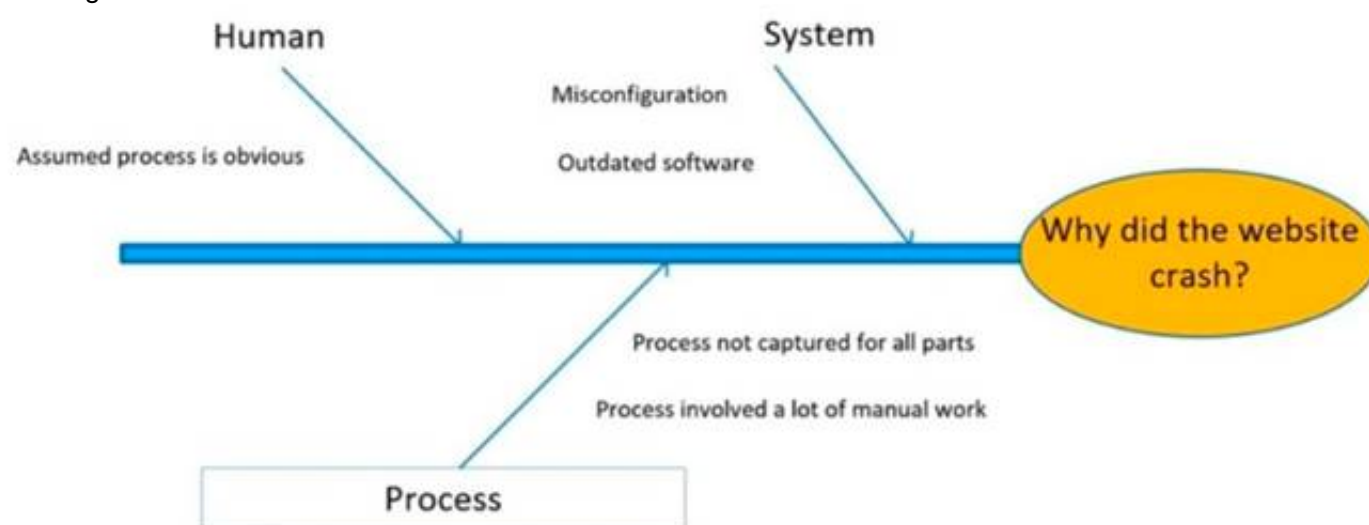 Human
System
Misconfiguration
Outdated software
Assumed process is obvious
Why did the website
crash?
Process not captured for all parts
Process involved a lot of manual work
Process